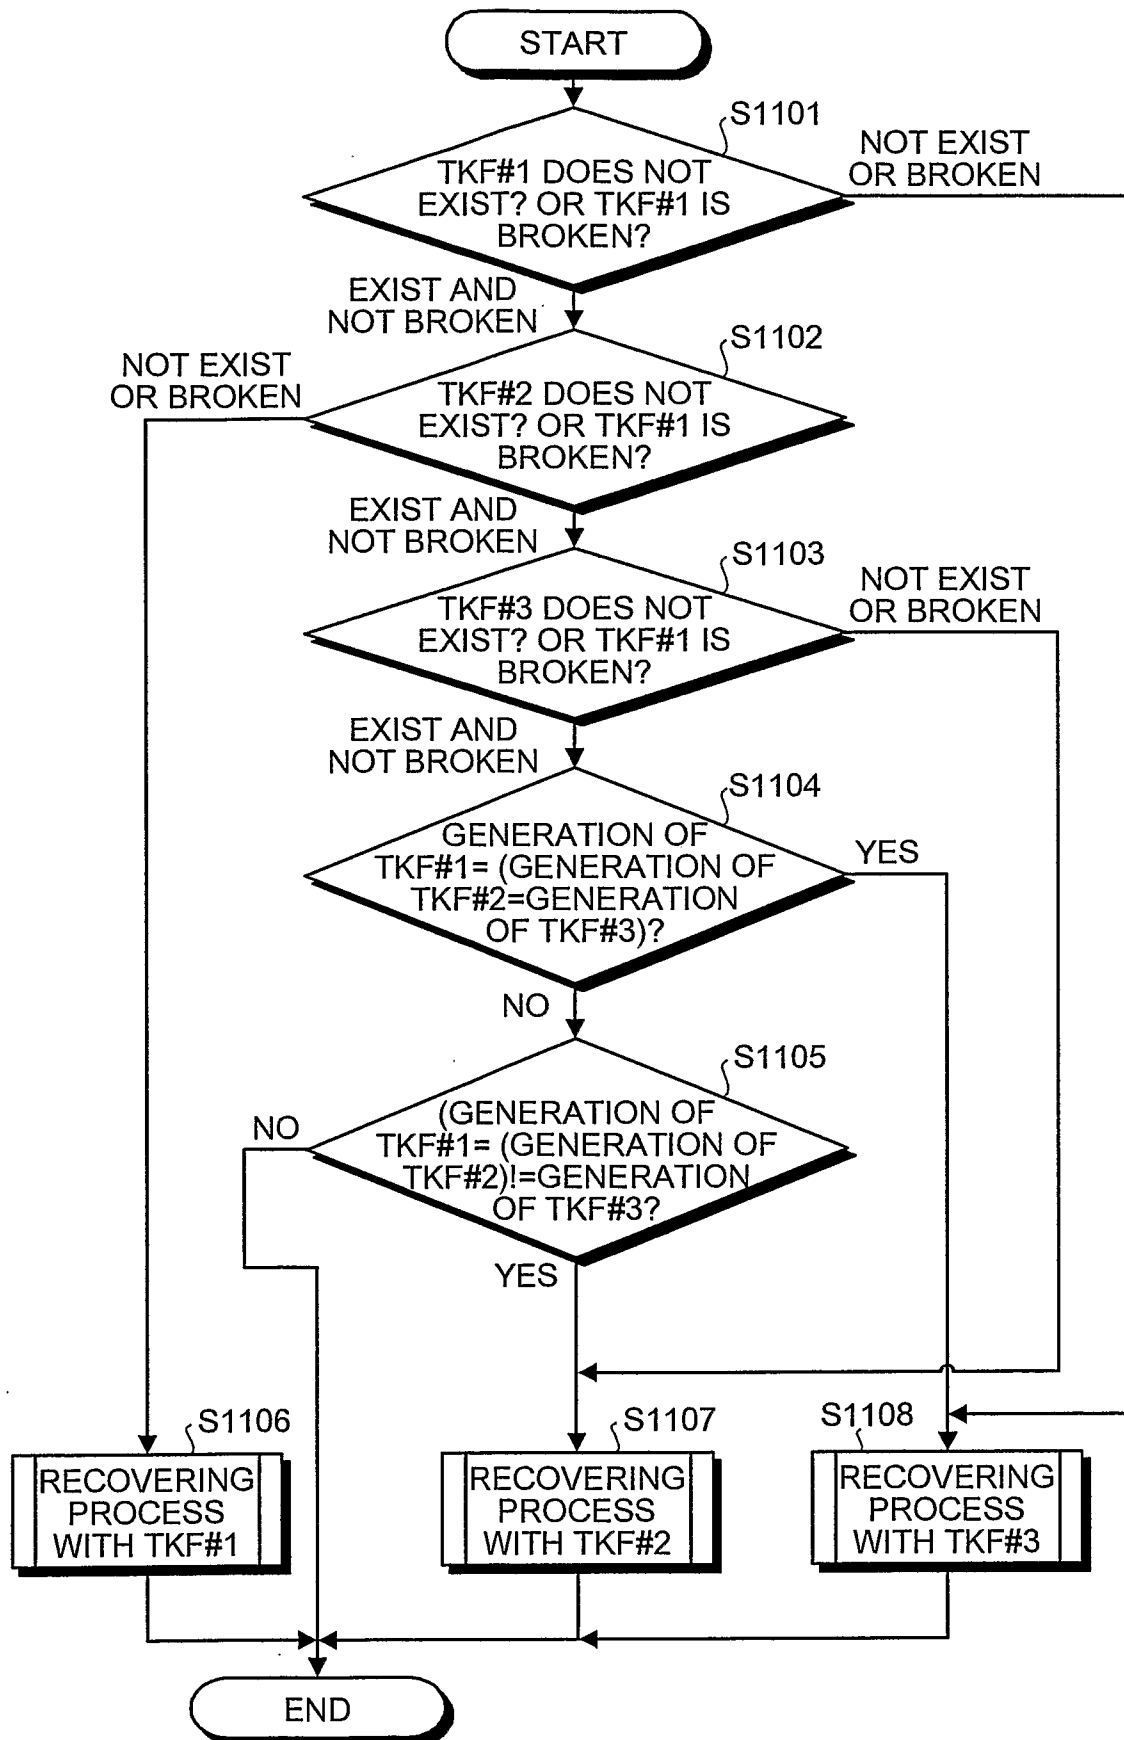 START
S1101
TKF#1 DOES NOT
EXIST? OR TKF#1 IS
BROKEN?
NOT EXIST
OR BROKEN
EXIST AND
NOT BROKEN
S1102
NOT EXIST
OR BROKEN
TKF#2 DOES NOT
EXIST? OR TKF#1 IS
BROKEN?
EXIST AND
NOT BROKEN
S1103
NOT EXIST
OR BROKEN
TKF#3 DOES NOT
EXIST? OR TKF#1 IS
BROKEN?
EXIST AND
NOT BROKEN
S1104
GENERATION OF
TKF#1= (GENERATION OF
TKF#2=GENERATION
OF TKF#3)?
YES
NO
S1105
(GENERATION OF
TKF#1= (GENERATION OF
TKF#2)!=GENERATION
OF TKF#3?
NO
YES
S1106
RECOVERING
PROCESS
WITH TKF#1
S1107
RECOVERING
PROCESS
WITH TKF#2
S1108
RECOVERING
PROCESS
WITH TKF#3
END